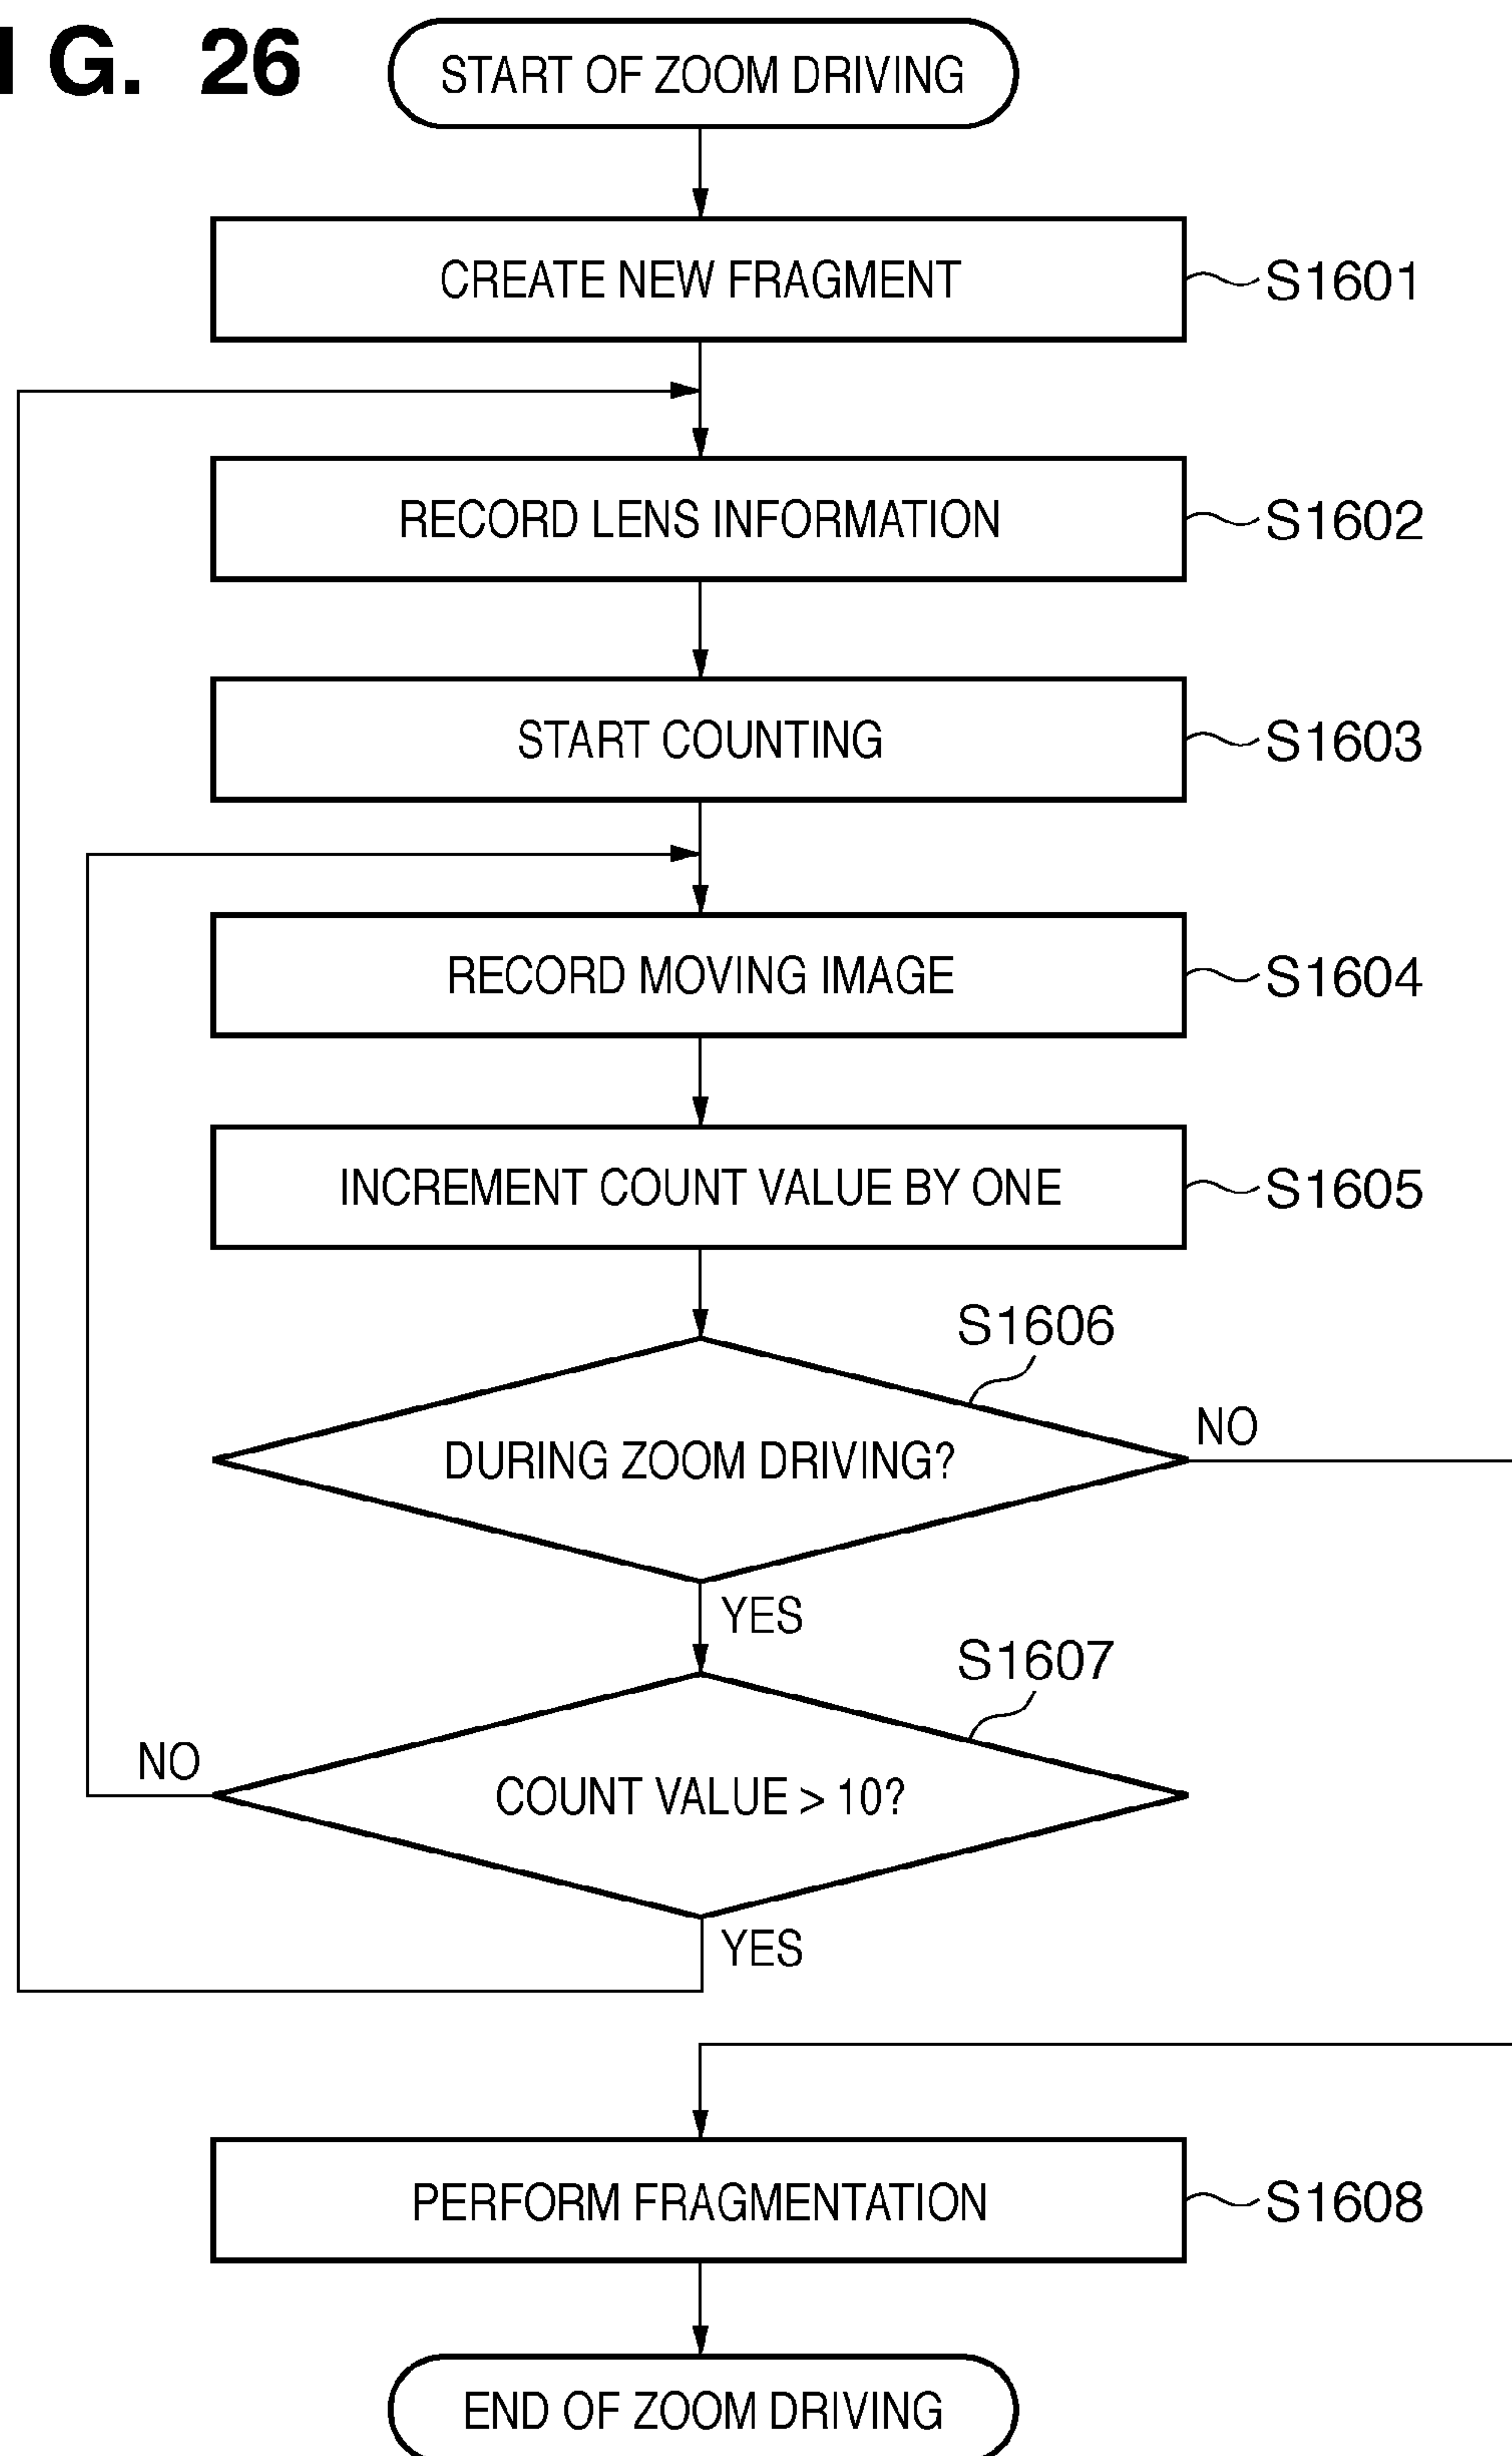 I G. 26
START OF ZOOM DRIVING
CREATE NEW FRAGMENT
S1601
RECORD LENS INFORMATION
S1602
START COUNTING
S1603
RECORD MOVING IMAGE
S1604
INCREMENT COUNT VALUE BY ONE
S1605
S1606
DURING ZOOM DRIVING?
NO
YES
S1607
COUNT VALUE > 10?
NO
YES
PERFORM FRAGMENTATION
S1608
END OF ZOOM DRIVING